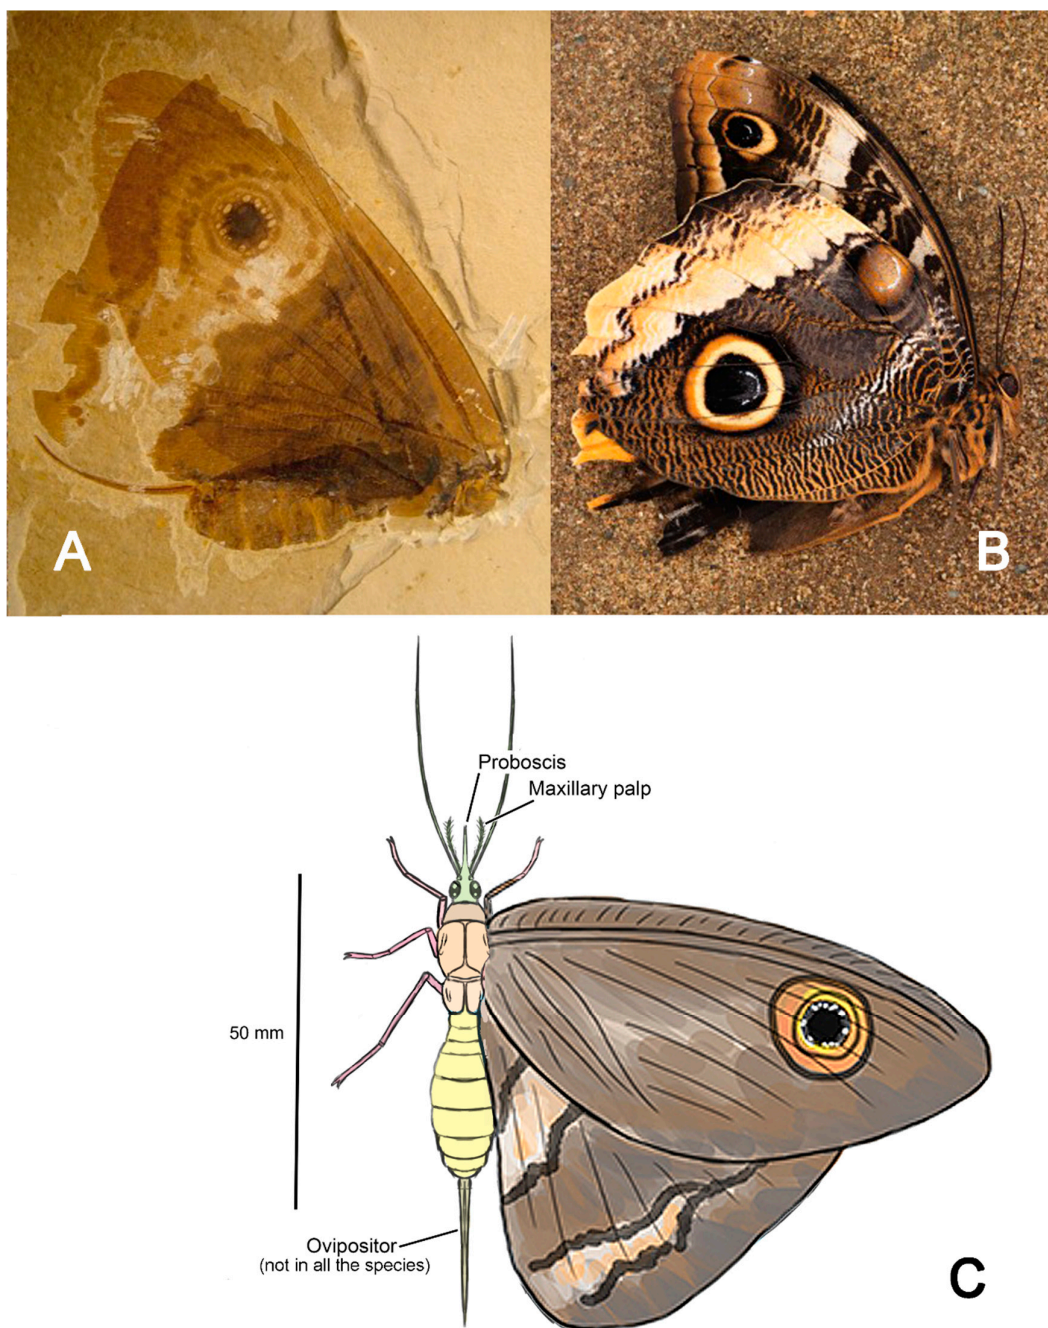 A
B
Proboscis
Maxillary palp
50 mm
Ovipositor
(not in all the species)
C